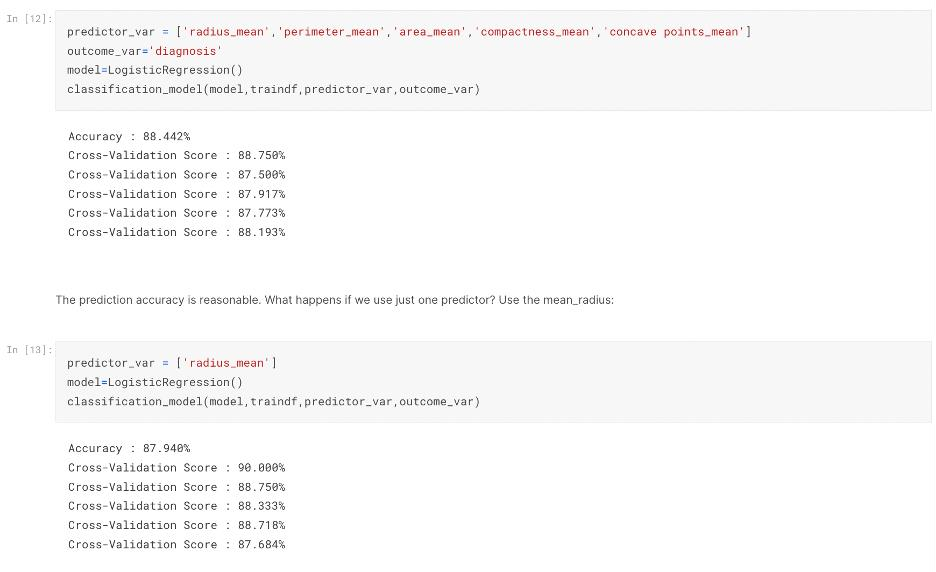 In [12]:
predictor_var = ['radius_mean','perimeter_mean','area_mean','compactness_mean','concave points_mean']
outcome_var='diagnosis'
model=LogisticRegression()
classification_model(model,traindf,predictor_var,outcome_var)
Accuracy : 88.442%
Cross-Validation Score : 88.750%
Cross-Validation Score : 87.500%
Cross-Validation Score : 87.917%
Cross-Validation Score : 87.773%
Cross-Validation Score : 88.193%
The prediction accuracy is reasonable. What happens if we use just one predictor? Use the mean_radius:
In [13]:
predictor_var = ['radius_mean']
model=LogisticRegression()
classification_model(model,traindf,predictor_var,outcome_var)
Accuracy : 87.940%
Cross-Validation Score : 90.000%
Cross-Validation Score : 88.750%
Cross-Validation Score : 88.333%
Cross-Validation Score : 88.718%
Cross-Validation Score : 87.684%